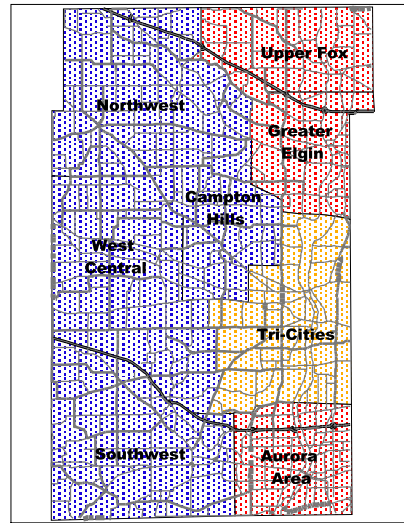 Upper Fox
Northwest
Greater
Elgin
Campton
Hills
West
Central
Tri-Cities
Southwest
Aurora
Area